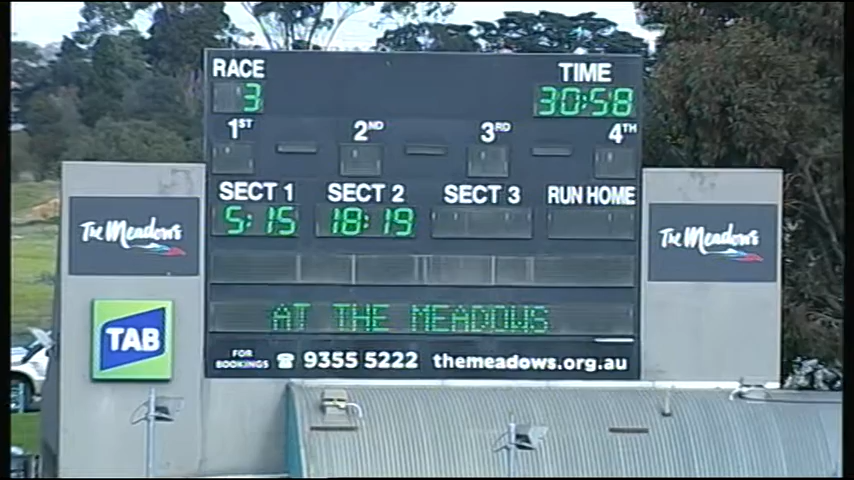 RACE TIME
3 30:58
1ST 2ND 3RD 4TH
SECT 1 SECT 2 SECT 3 RUN HOME
5:15 18:19
The Meadows
The Meadows
AT THE MEADOWS
TAB
FOR BOOKINGS ☎ 9355 5222 themeadows.org.au